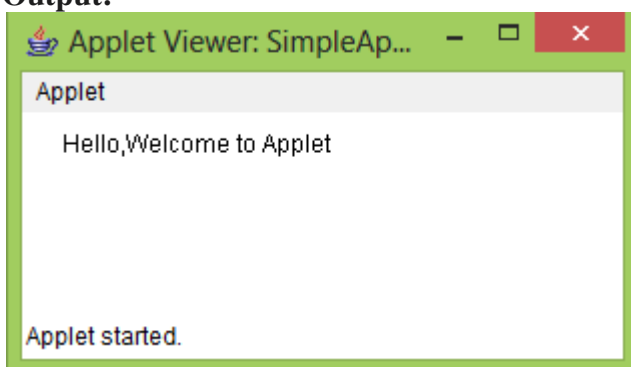 Output:
Applet Viewer: SimpleAp...
Applet
Hello,Welcome to Applet
Applet started.